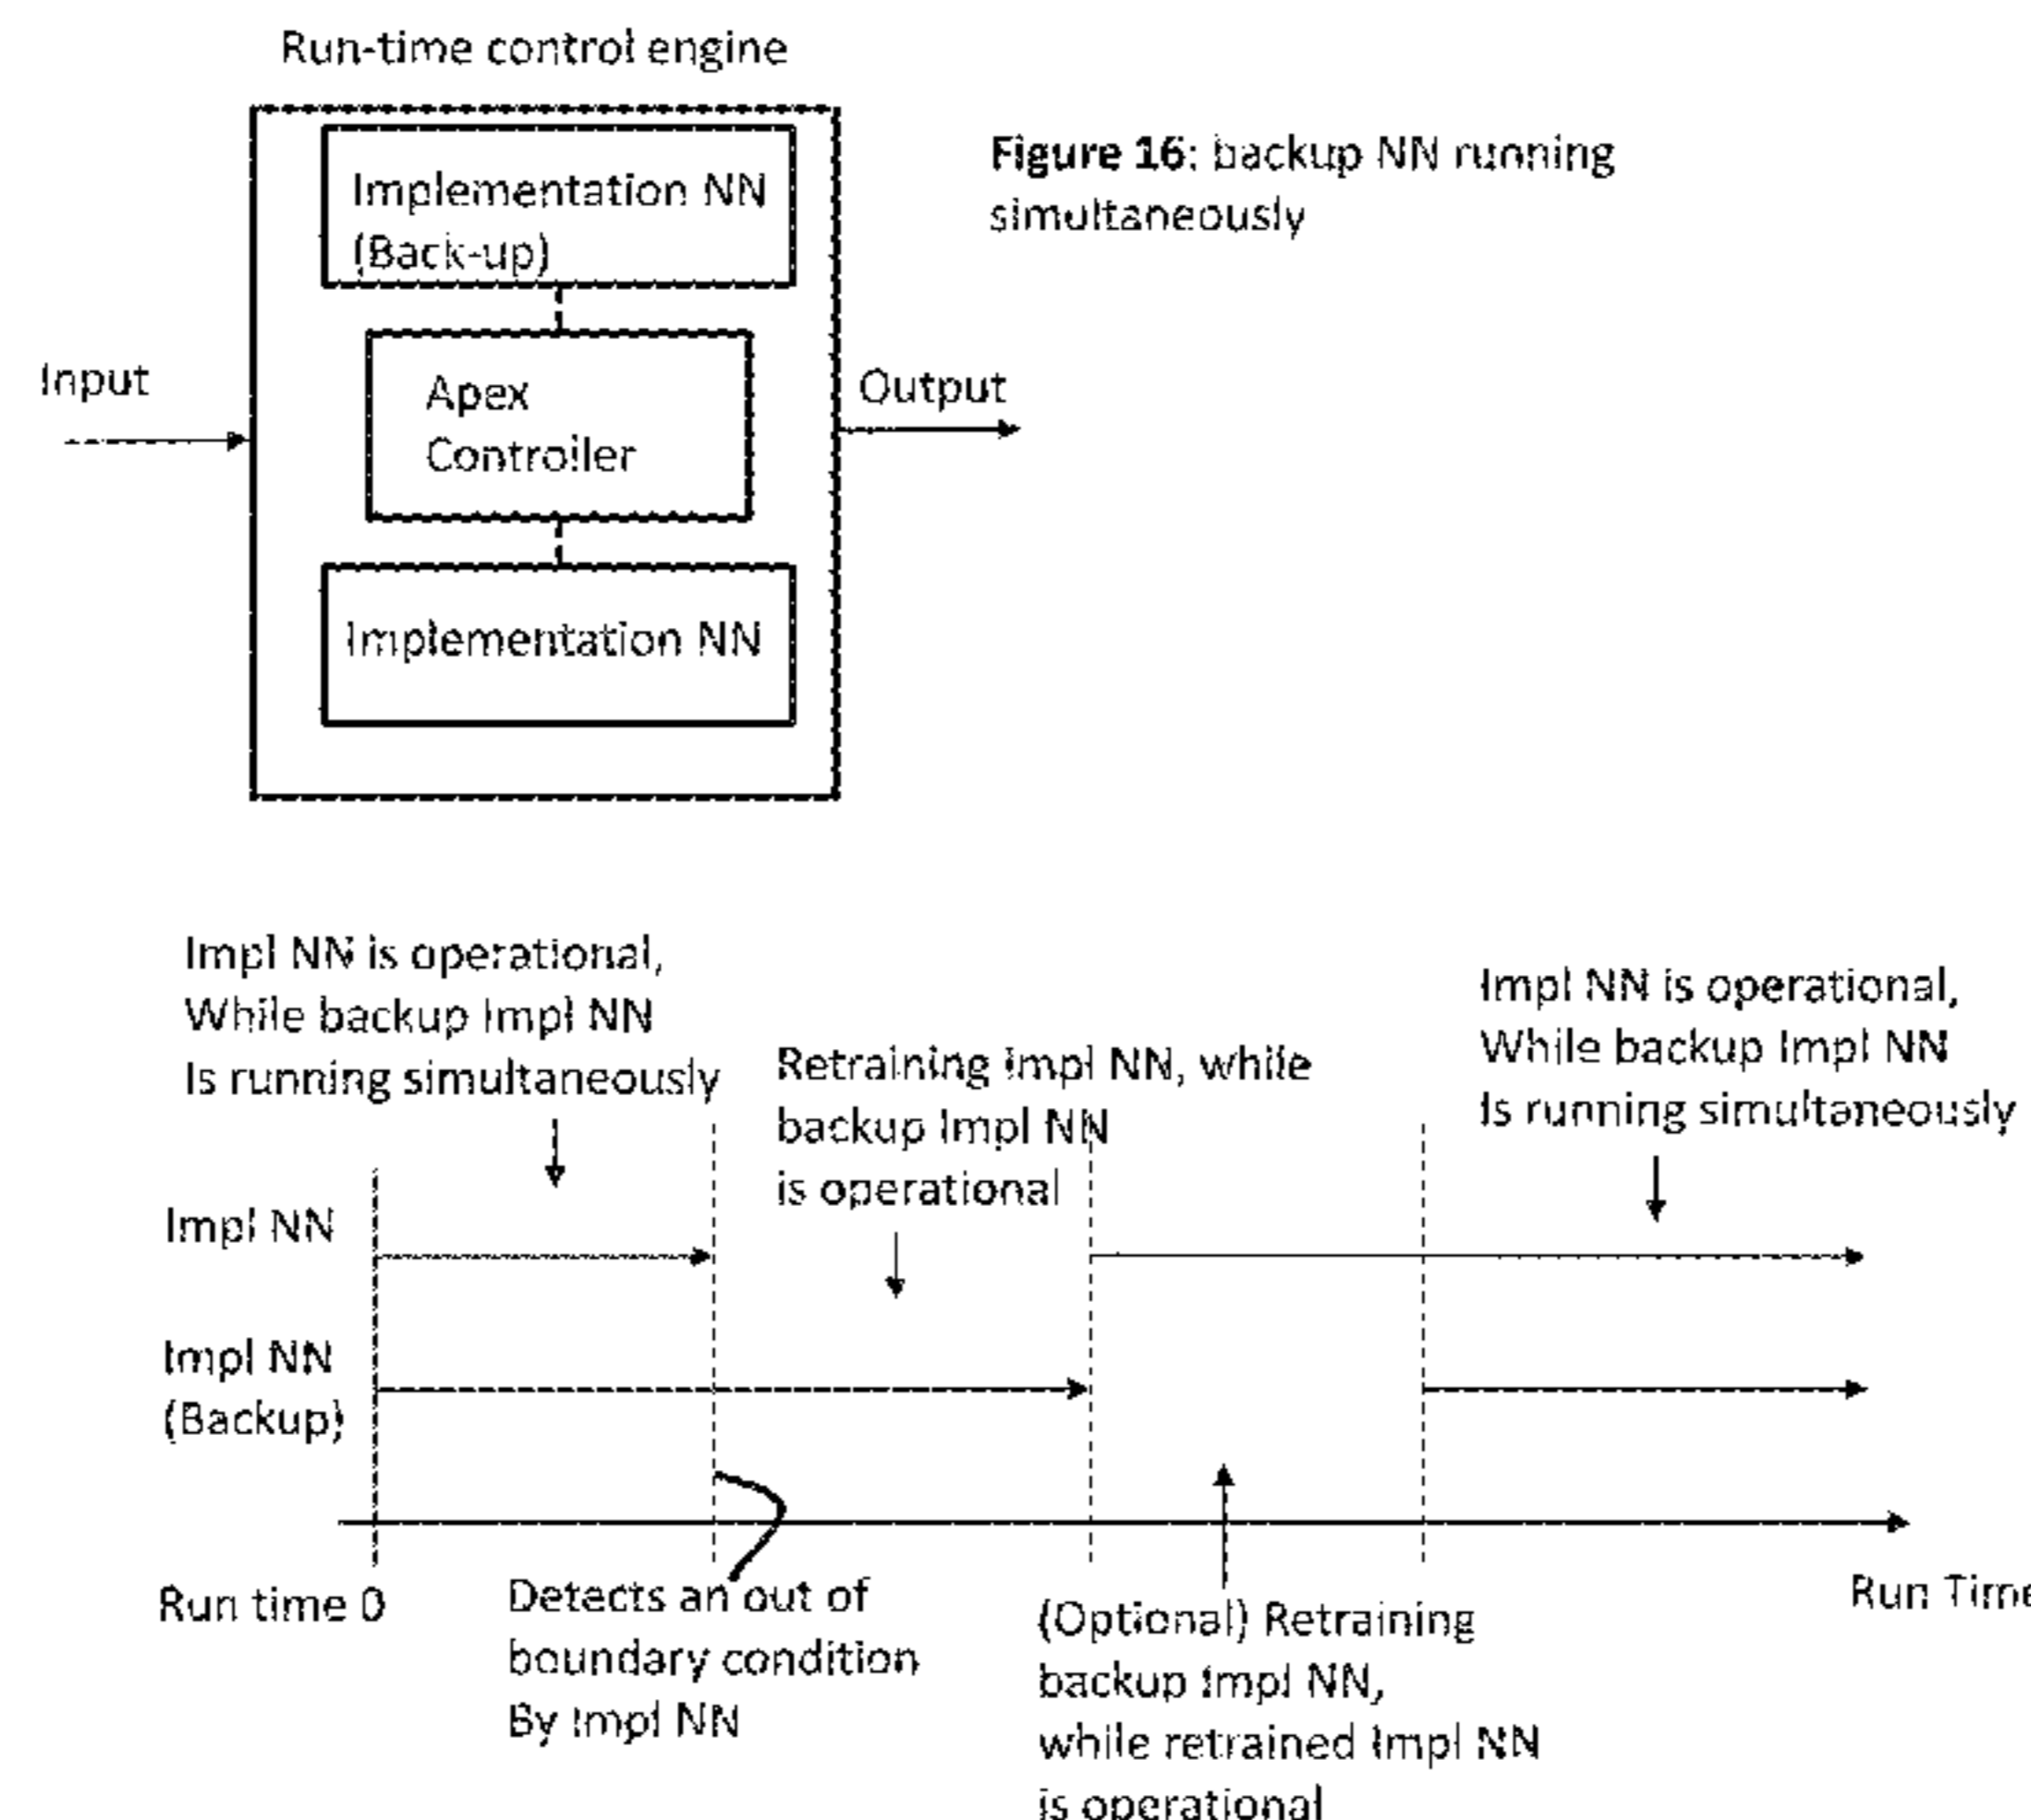 Run-time control engine
Implementation NN
(Back-up)
Figure 16: backup NN running
simultaneously
Input
Apex
Controller
Output
Implementation NN
Impl NN is operational,
While backup Impl NN
Is running simultaneously
Retraining Impl NN, while
backup Impl NN
is operational
Impl NN is operational,
While backup Impl NN
Is running simultaneously
Impl NN
Impl NN
(Backup)
Run time 0
Detects an out of
boundary condition
By Impl NN
(Optional) Retraining
backup Impl NN,
while retrained Impl NN
is operational
Run Time